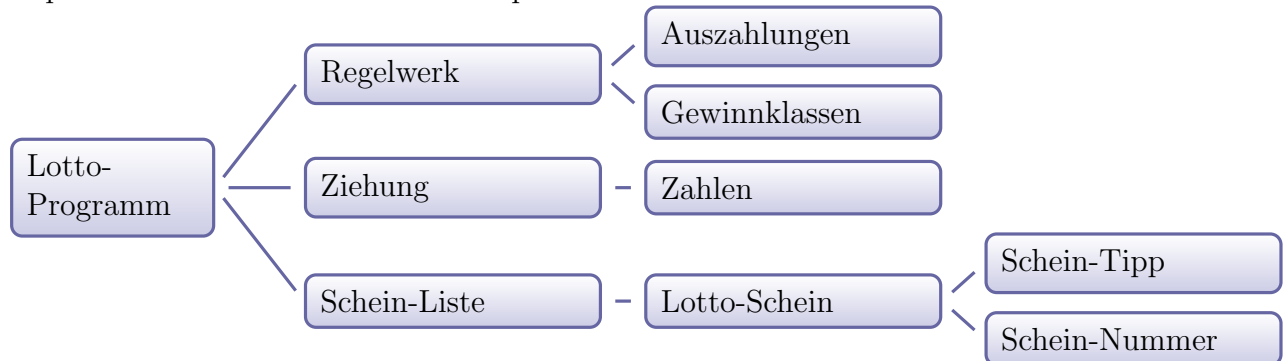 Auszahlungen
Regelwerk
Gewinnklassen
Lotto-
Programm
Ziehung
Zahlen
Schein-Liste
Lotto-Schein
Schein-Tipp
Schein-Nummer